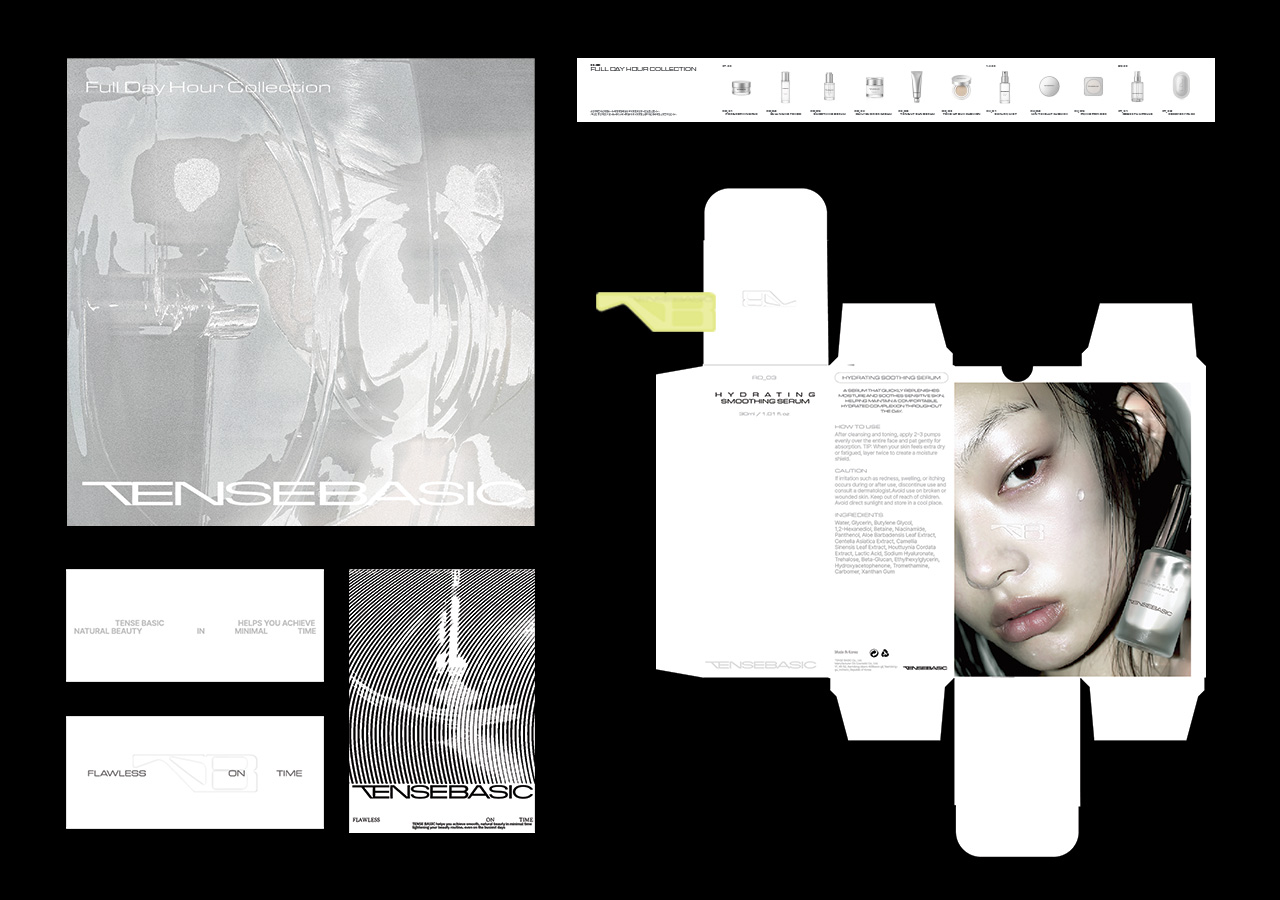 Full Day Hour Collection
TENSEBASIC
FULL DAY HOUR COLLECTION
TENSE BASIC HELPS YOU ACHIEVE
NATURAL BEAUTY IN MINIMAL TIME
FLAWLESS ON TIME
TENSEBASIC
FLAWLESS ON TIME
TENSE BASIC helps you achieve smooth, natural beauty in minimal time
tightening your beauty routine, even on the busiest days
RO_03
HYDRATING
SMOOTHING SERUM
30ml / 1.01 fl.oz
TENSEBASIC
HYDRATING SOOTHING SERUM
A SERUM THAT QUICKLY REPLENISHES
MOISTURE AND SOOTHES SENSITIVE SKIN,
HELPING MAINTAIN A COMFORTABLE,
HYDRATED COMPLEXION THROUGHOUT
THE DAY.
HOW TO USE
After cleansing and toning, apply 2–3 pumps
evenly over the entire face and pat gently for
absorption. TIP: When your skin feels extra dry
or fatigued, layer twice to create a moisture
shield.
CAUTION
If irritation such as redness, swelling, or itching
occurs during or after use, discontinue use and
consult a dermatologist.Avoid use on broken or
wounded skin. Keep out of reach of children.
Avoid direct sunlight and store in a cool place.
INGREDIENTS
Water, Glycerin, Butylene Glycol,
1,2-Hexanediol, Betaine, Niacinamide,
Panthenol, Aloe Barbadensis Leaf Extract,
Centella Asiatica Extract, Camellia
Sinensis Leaf Extract, Houttuynia Cordata
Extract, Lactic Acid, Sodium Hyaluronate,
Trehalose, Beta-Glucan, Ethylhexylglycerin,
Hydroxyacetophenone, Tromethamine,
Carbomer, Xanthan Gum
Made in Korea
TENSEBASIC
TB
TENSEBASIC